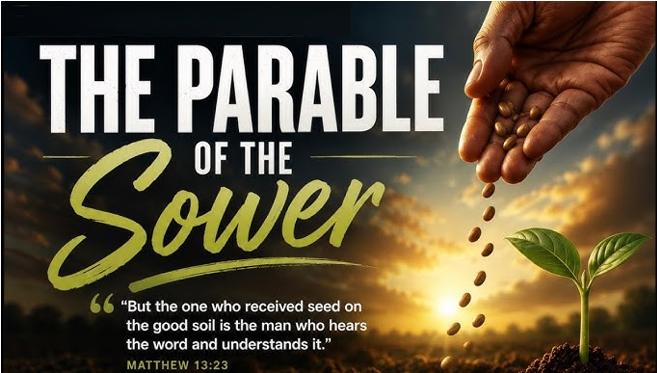 THE PARABLE
OF THE
Sower
“
“But the one who received seed on
the good soil is the man who hears
the word and understands it.”
MATTHEW 13:23